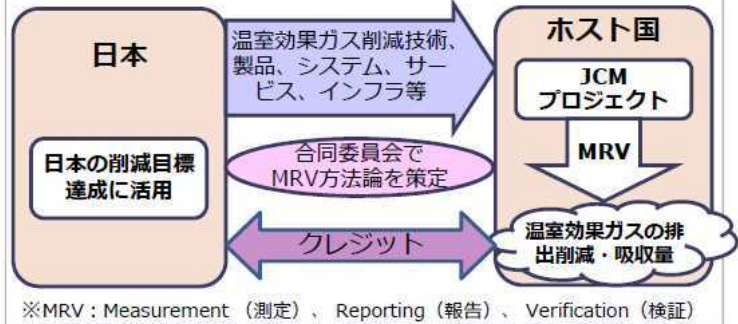 日本
温室効果ガス削減技術、
製品、システム、サー
ビス、インフラ等
ホスト国
JCM
プロジェクト
MRV
日本の削減目標
達成に活用
合同委員会で
MRV方法論を策定
クレジット
温室効果ガスの排
出削減・吸収量
※MRV:Measurement (測定)、 Reporting(報告)、 Verification(検証)